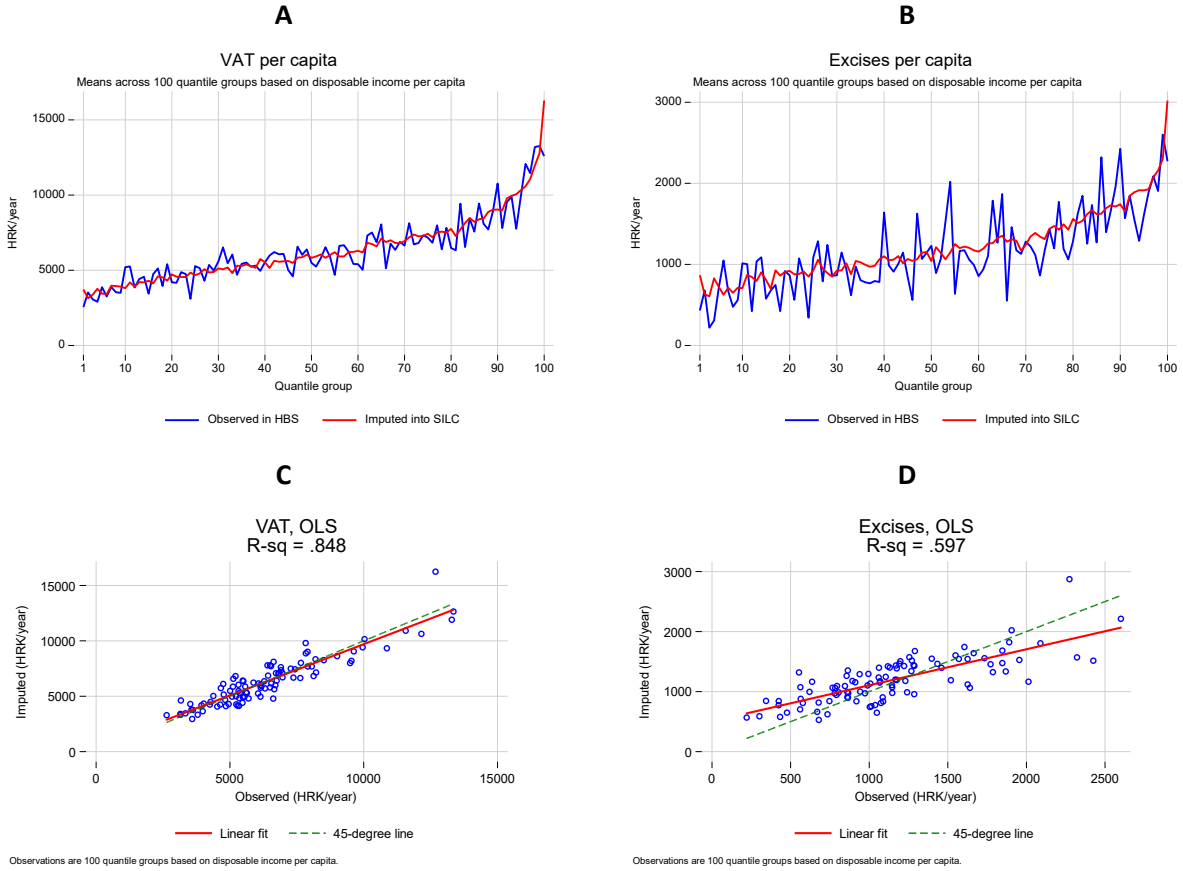 A
VAT per capita
Means across 100 quantile groups based on disposable income per capita
HRK/year
15000
10000
5000
0
1 10 20 30 40 50 60 70 80 90 100
Quantile group
Observed in HBS Imputed into SILC
B
Excises per capita
Means across 100 quantile groups based on disposable income per capita
HRK/year
3000
2000
1000
0
1 10 20 30 40 50 60 70 80 90 100
Quantile group
Observed in HBS Imputed into SILC
C
VAT, OLS
R-sq = .848
Imputed (HRK/year)
15000
10000
5000
0
0 5000 10000 15000
Observed (HRK/year)
Linear fit 45-degree line
Observations are 100 quantile groups based on disposable income per capita.
D
Excises, OLS
R-sq = .597
Imputed (HRK/year)
3000
2000
1000
0
0 500 1000 1500 2000 2500
Observed (HRK/year)
Linear fit 45-degree line
Observations are 100 quantile groups based on disposable income per capita.